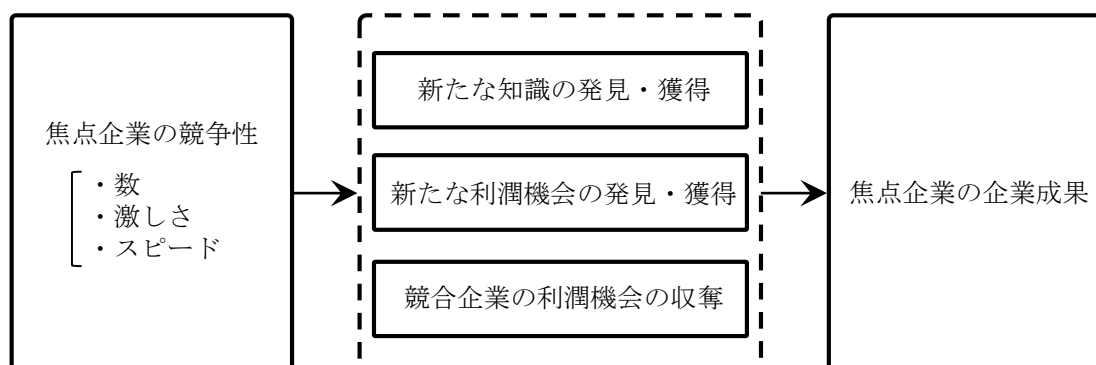 焦点企業の競争性
・数
・激しさ
・スピード
新たな知識の発見・獲得
新たな利潤機会の発見・獲得
競合企業の利潤機会の収奪
焦点企業の企業成果